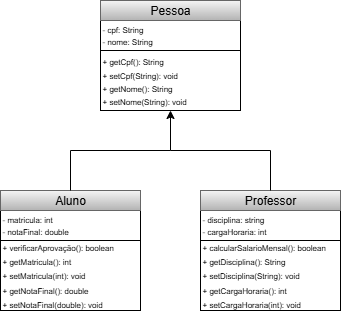 Pessoa
- cpf: String
- nome: String
+ getCpf(): String
+ setCpf(String): void
+ getNome(): String
+ setNome(String): void
Aluno
- matricula: int
- notaFinal: double
+ verificarAprovação(): boolean
+ getMatricula(): int
+ setMatricula(int): void
+ getNotaFinal(): double
+ setNotaFinal(double): void
Professor
- disciplina: string
- cargaHoraria: int
+ calcularSalarioMensal(): boolean
+ getDisciplina(): String
+ setDisciplina(String): void
+ getCargaHoraria(): int
+ setCargaHoraria(int): void